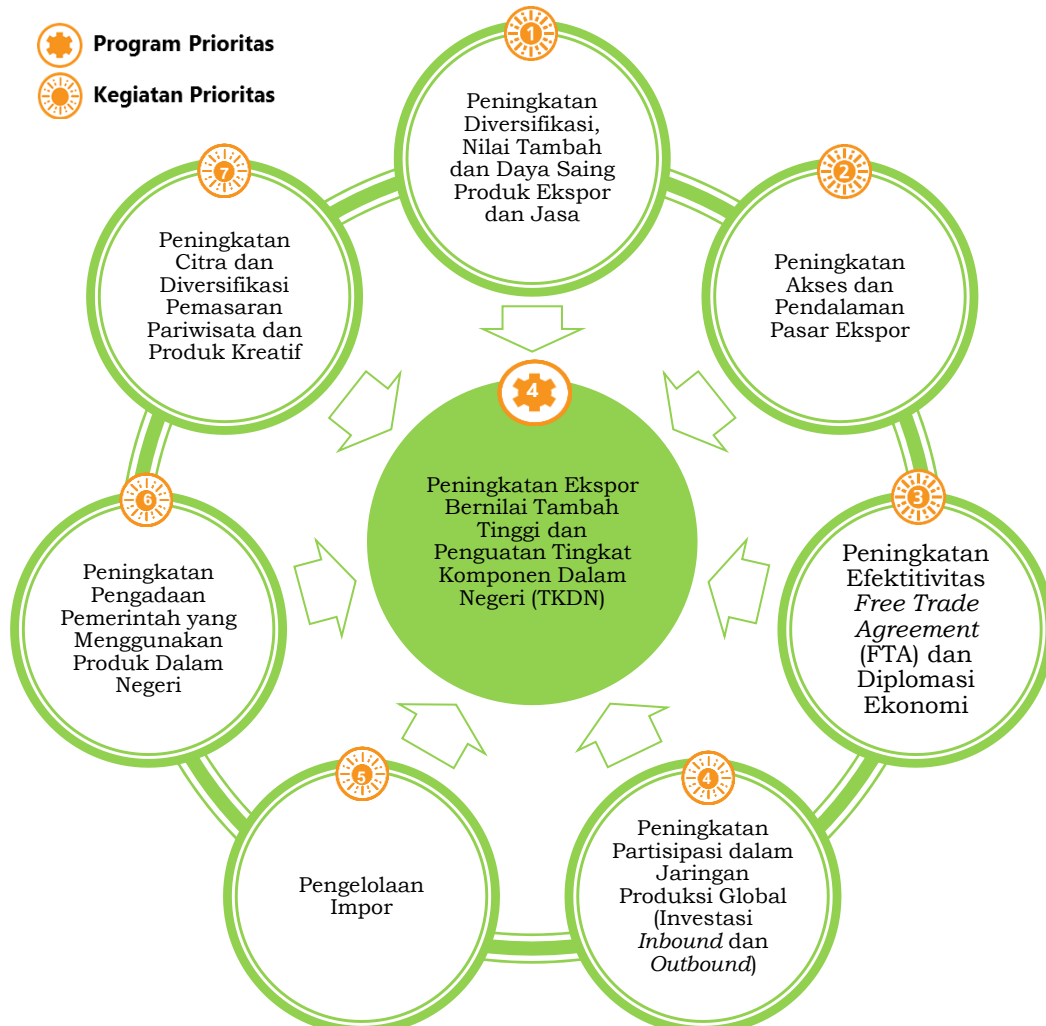 Program Prioritas
Kegiatan Prioritas
1
Peningkatan
Diversifikasi,
Nilai Tambah
dan Daya Saing
Produk Ekspor
dan Jasa
2
Peningkatan
Akses dan
Pendalaman
Pasar Ekspor
3
Peningkatan
Efektitivitas
Free Trade
Agreement
(FTA) dan
Diplomasi
Ekonomi
4
Peningkatan
Partisipasi dalam
Jaringan
Produksi Global
(Investasi
Inbound dan
Outbound)
5
Pengelolaan
Impor
6
Peningkatan
Pengadaan
Pemerintah yang
Menggunakan
Produk Dalam
Negeri
7
Peningkatan
Citra dan
Diversifikasi
Pemasaran
Pariwisata dan
Produk Kreatif
4
Peningkatan Ekspor
Bernilai Tambah
Tinggi dan
Penguatan Tingkat
Komponen Dalam
Negeri (TKDN)